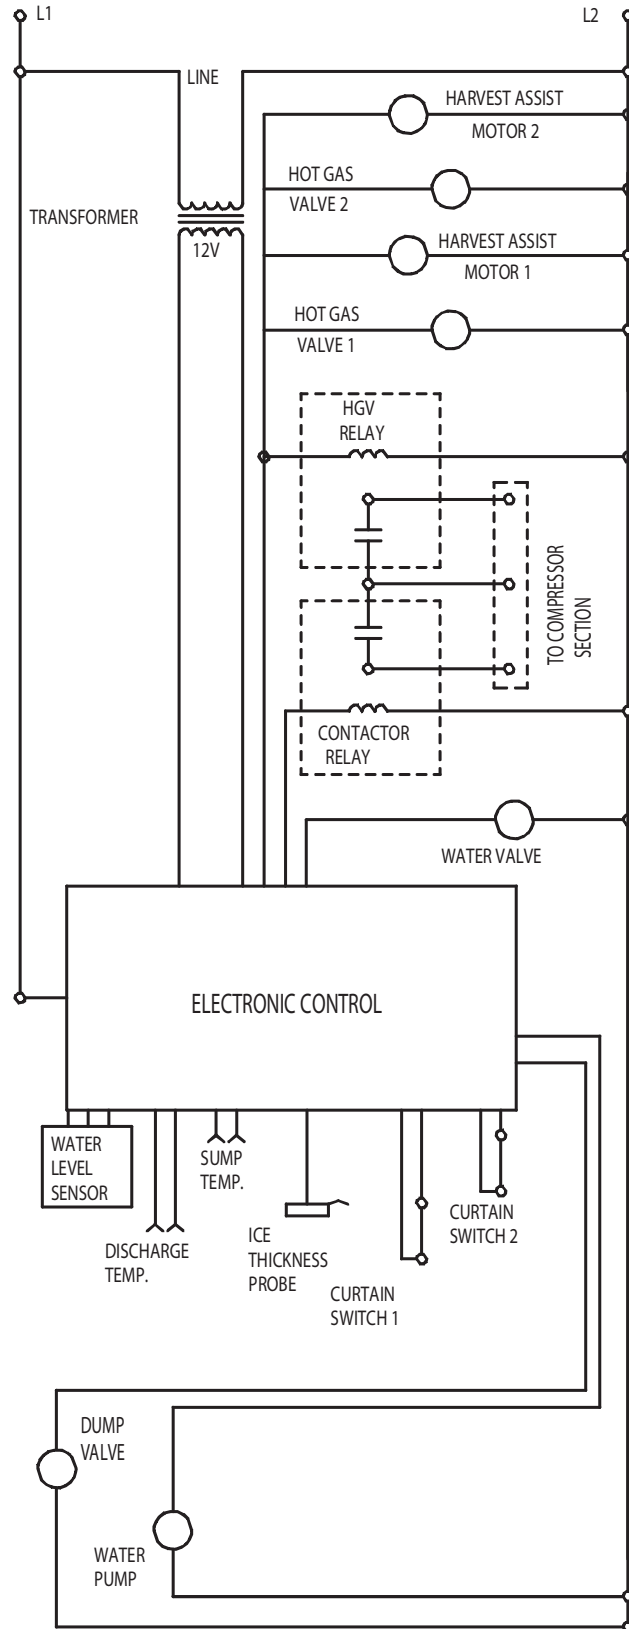 L1
L2
LINE
HARVEST ASSIST
MOTOR 2
HOT GAS
VALVE 2
TRANSFORMER
12V
HARVEST ASSIST
MOTOR 1
HOT GAS
VALVE 1
HGV
RELAY
TO COMPRESSOR
SECTION
CONTACTOR
RELAY
WATER VALVE
ELECTRONIC CONTROL
WATER
LEVEL
SENSOR
SUMP
TEMP.
DISCHARGE
TEMP.
ICE
THICKNESS
PROBE
CURTAIN
SWITCH 1
CURTAIN
SWITCH 2
DUMP
VALVE
WATER
PUMP